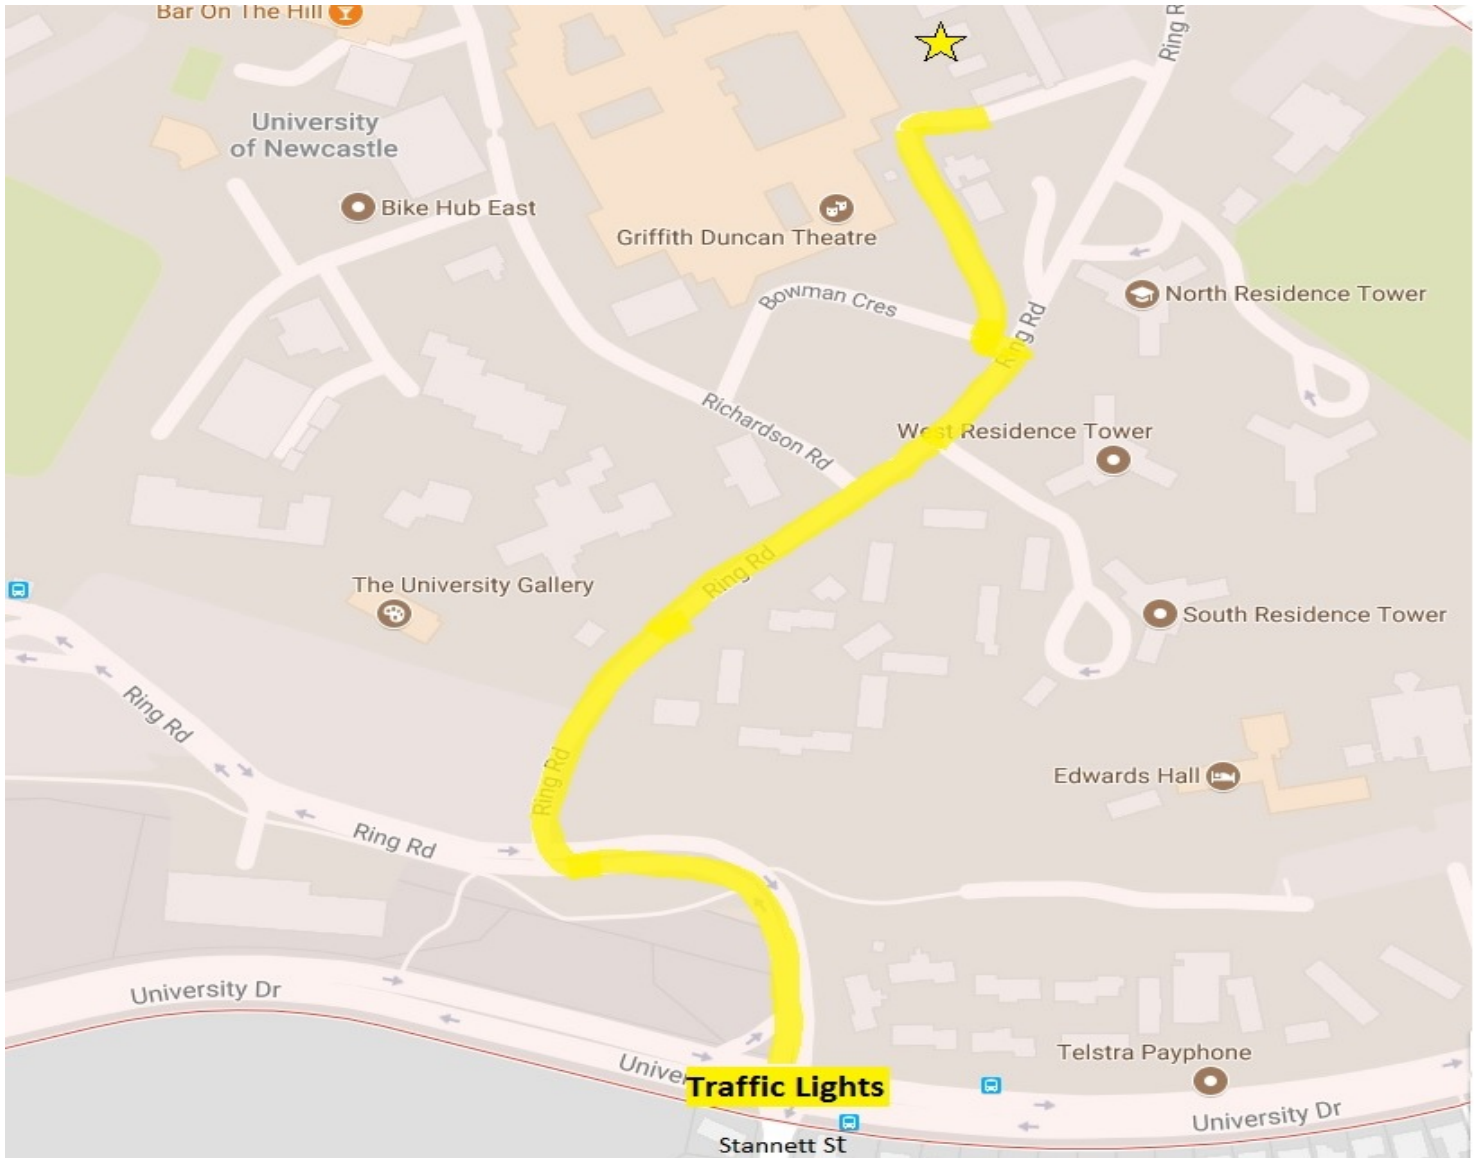 Bar On The Hill
Ring R
University
of Newcastle
Bike Hub East
Griffith Duncan Theatre
North Residence Tower
Bowman Cres
Ring Rd
Richardson Rd
West Residence Tower
Ring Rd
The University Gallery
South Residence Tower
Ring Rd
Ring Rd
Edwards Hall
Ring Rd
University Dr
Telstra Payphone
Univer
Traffic Lights
University Dr
Stannett St